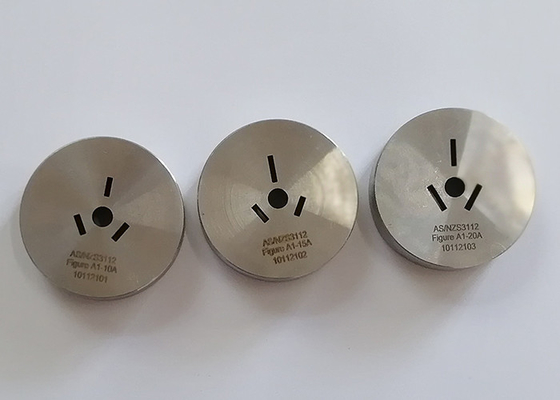 AS/NZS3112
Figure A1-10A
10112101
AS/NZS3112
Figure A1-15A
10112102
AS/NZS3112
Figure A1-20A
10112103